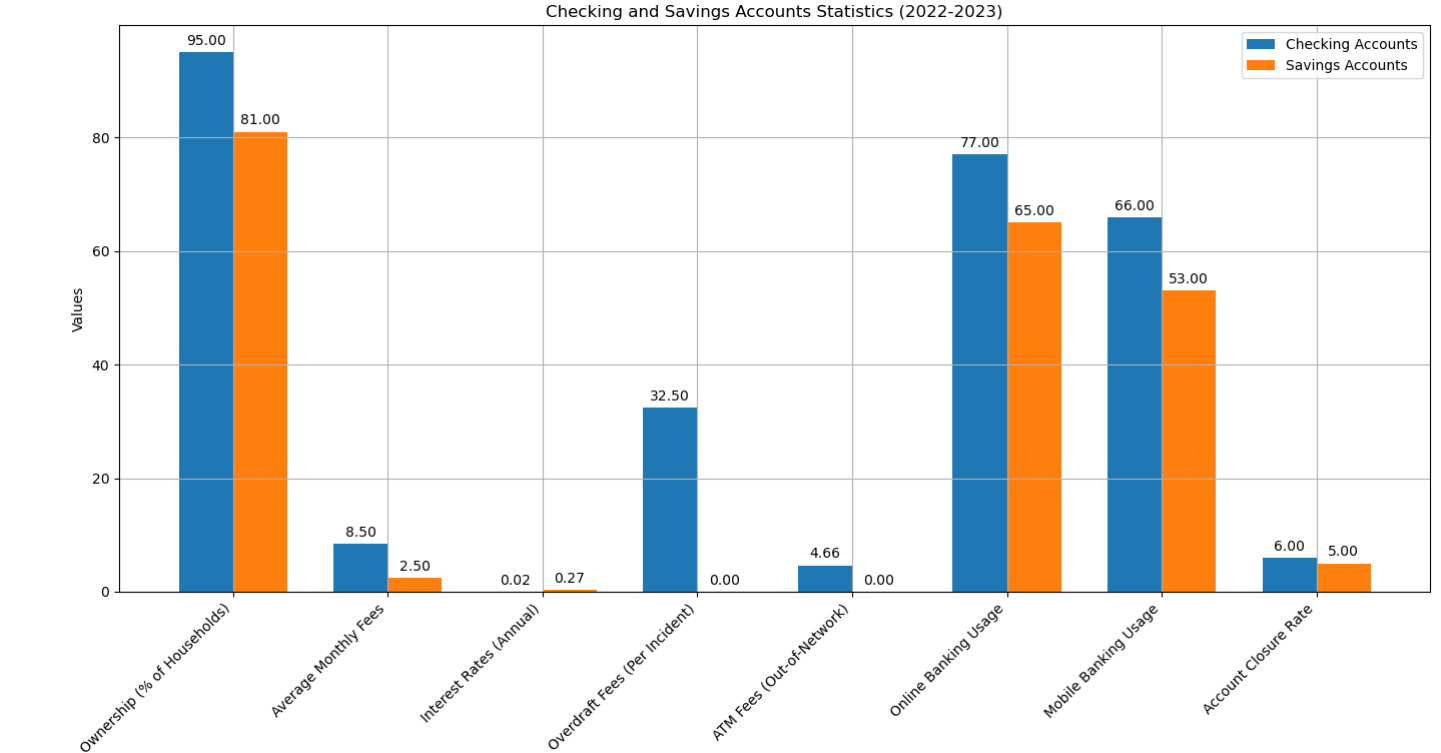 Checking and Savings Accounts Statistics (2022-2023)
Checking Accounts
Savings Accounts
Values
80
60
40
20
0
95.00
81.00
8.50
2.50
0.02
0.27
32.50
0.00
4.66
0.00
77.00
65.00
66.00
53.00
6.00
5.00
Ownership (% of Households)
Average Monthly Fees
Interest Rates (Annual)
Overdraft Fees (Per Incident)
ATM Fees (Out-of-Network)
Online Banking Usage
Mobile Banking Usage
Account Closure Rate